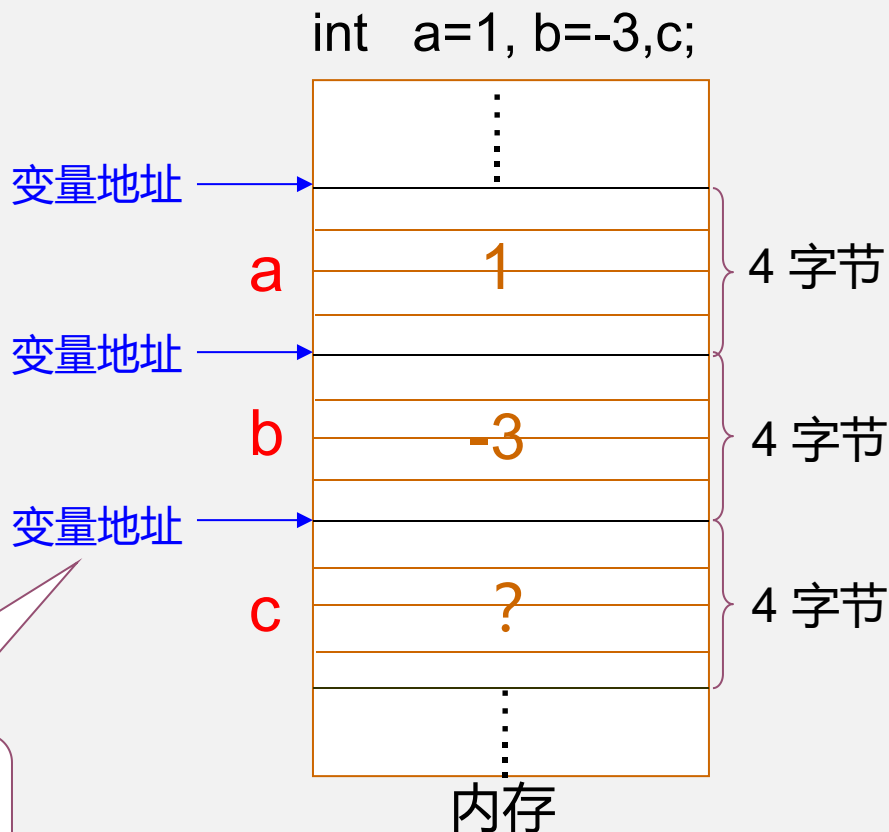 int a=1, b=-3,c;
变量地址
a 1 4 字节
变量地址
b -3 4 字节
变量地址
c ? 4 字节
内存